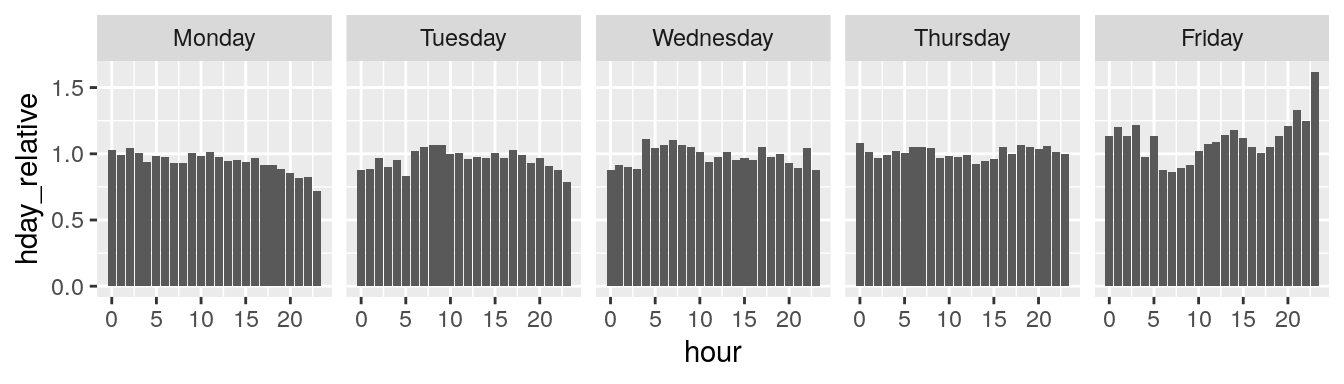 Monday Tuesday Wednesday Thursday Friday
1.5
1.0
0.5
0.0
hday_relative
0 5 10 15 20 0 5 10 15 20 0 5 10 15 20 0 5 10 15 20 0 5 10 15 20
hour